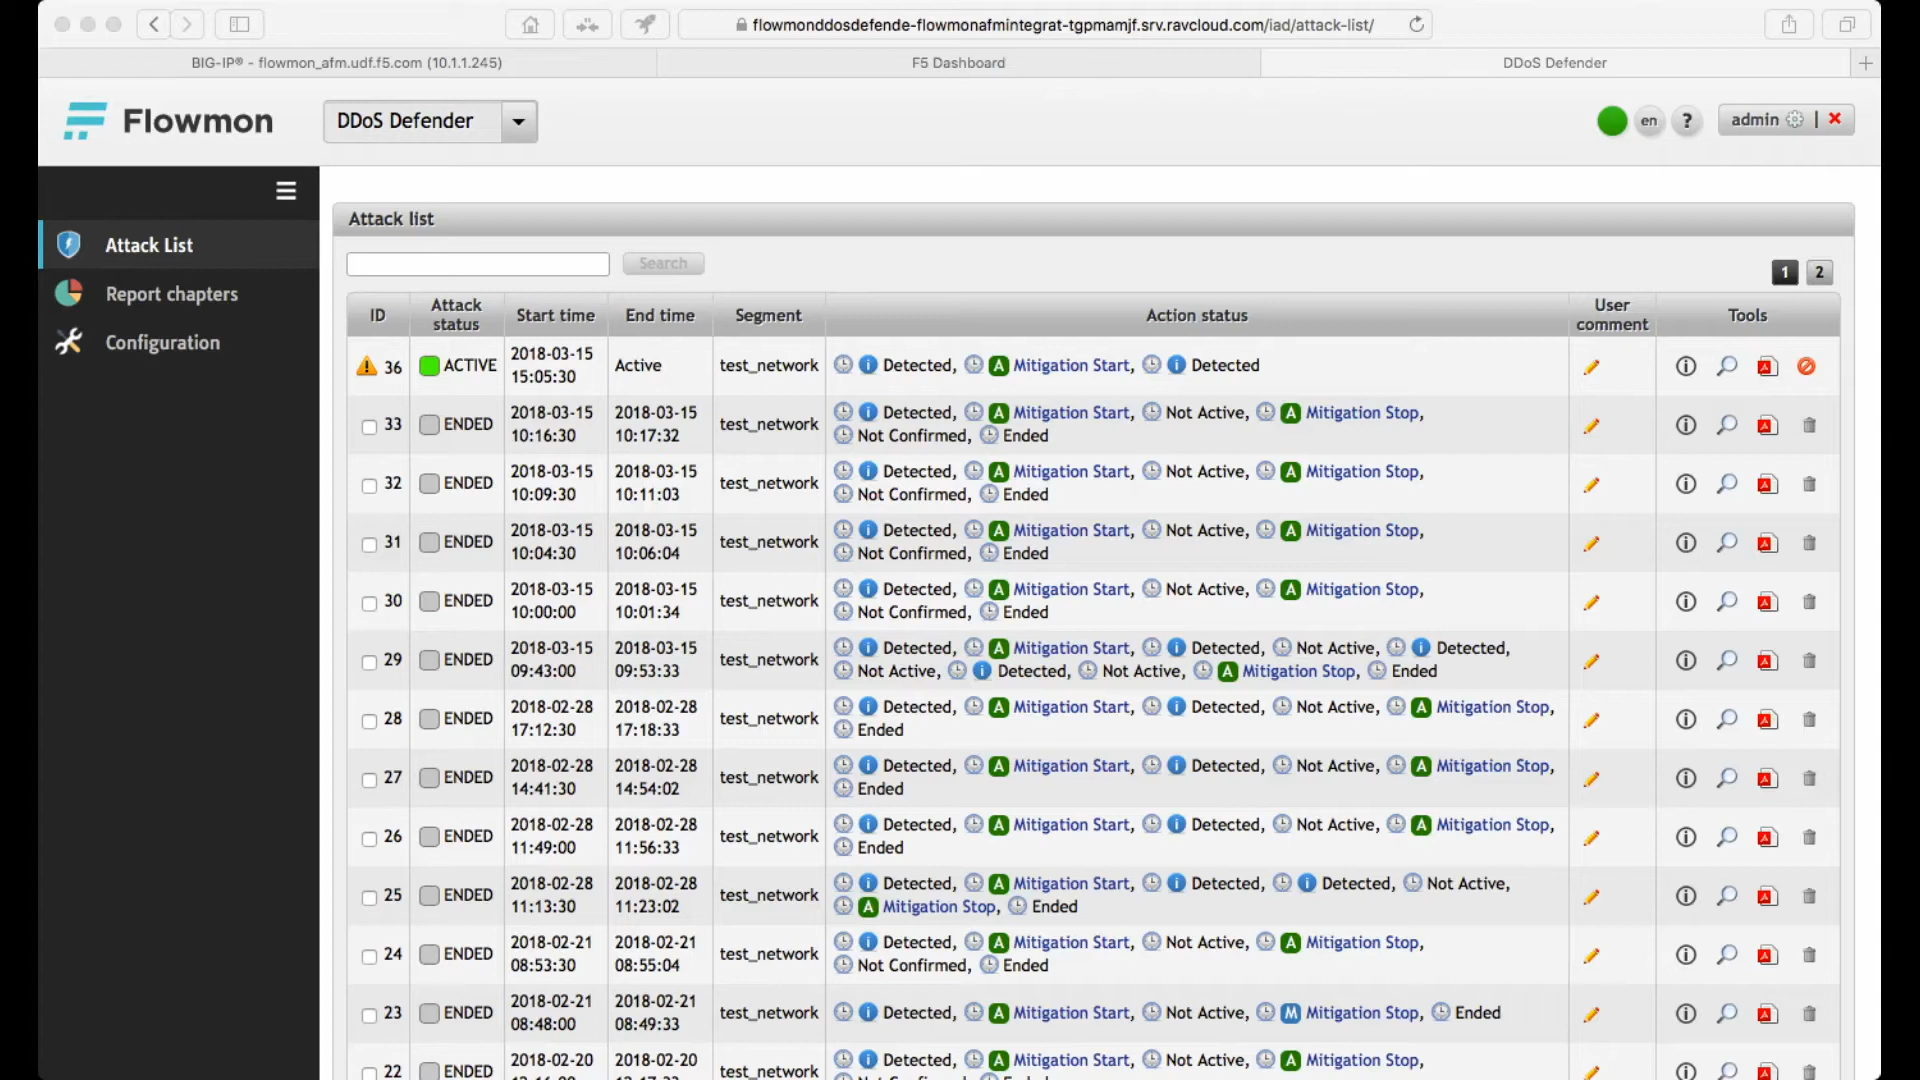 flowmonddosdefende-flowmonafmintegrat-tgpmamjf.srv.ravcloud.com/iad/attack-list/
BIG-IP® - flowmon_afm.udf.f5.com (10.1.1.245)
F5 Dashboard
DDoS Defender
Flowmon
DDoS Defender
en
?
admin
Attack List
Report chapters
Configuration
Attack list
Search
1 2
ID Attack status Start time End time Segment Action status User comment Tools
36 ACTIVE 2018-03-15 15:05:30 Active test_network Detected, A Mitigation Start, Detected
33 ENDED 2018-03-15 10:16:30 2018-03-15 10:17:32 test_network Detected, A Mitigation Start, Not Active, A Mitigation Stop,
Not Confirmed, Ended
32 ENDED 2018-03-15 10:09:30 2018-03-15 10:11:03 test_network Detected, A Mitigation Start, Not Active, A Mitigation Stop,
Not Confirmed, Ended
31 ENDED 2018-03-15 10:04:30 2018-03-15 10:06:04 test_network Detected, A Mitigation Start, Not Active, A Mitigation Stop,
Not Confirmed, Ended
30 ENDED 2018-03-15 10:00:00 2018-03-15 10:01:34 test_network Detected, A Mitigation Start, Not Active, A Mitigation Stop,
Not Confirmed, Ended
29 ENDED 2018-03-15 09:43:00 2018-03-15 09:53:33 test_network Detected, A Mitigation Start, Detected, Not Active, Detected,
Not Active, Detected, Not Active, A Mitigation Stop, Ended
28 ENDED 2018-02-28 17:12:30 2018-02-28 17:18:33 test_network Detected, A Mitigation Start, Detected, Not Active, A Mitigation Stop,
Ended
27 ENDED 2018-02-28 14:41:30 2018-02-28 14:54:02 test_network Detected, A Mitigation Start, Detected, Not Active, A Mitigation Stop,
Ended
26 ENDED 2018-02-28 11:49:00 2018-02-28 11:56:33 test_network Detected, A Mitigation Start, Detected, Not Active, A Mitigation Stop,
Ended
25 ENDED 2018-02-28 11:13:30 2018-02-28 11:23:02 test_network Detected, A Mitigation Start, Detected, Detected, Not Active,
A Mitigation Stop, Ended
24 ENDED 2018-02-21 08:53:30 2018-02-21 08:55:04 test_network Detected, A Mitigation Start, Not Active, A Mitigation Stop,
Not Confirmed, Ended
23 ENDED 2018-02-21 08:48:00 2018-02-21 08:49:33 test_network Detected, A Mitigation Start, Not Active, M Mitigation Stop, Ended
22 ENDED 2018-02-20 2018-02-20 test_network Detected, A Mitigation Start, Not Active, A Mitigation Stop,